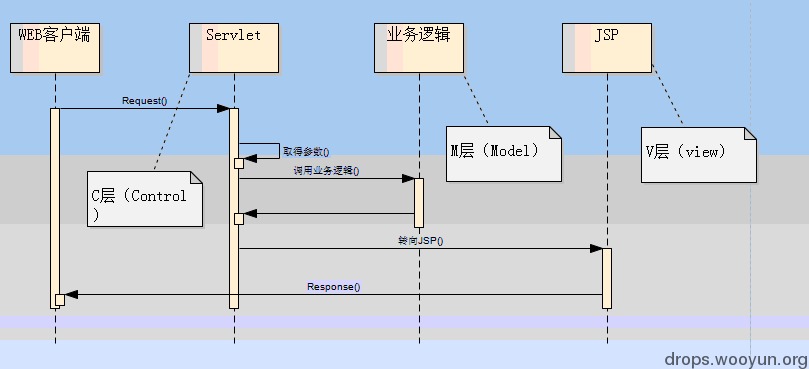 WEB客户端
Servlet
业务逻辑
JSP
Request()
取得参数()
M层（Model）
V层（view）
调用业务逻辑()
C层（Control
）
转向JSP()
Response()
drops.wooyun.org